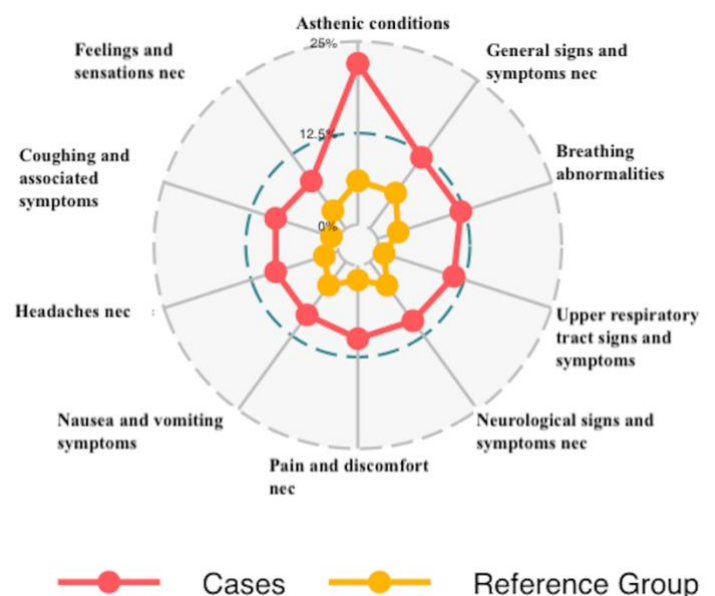 Asthenic conditions
25%
Feelings and
sensations nec
General signs and
symptoms nec
12.5%
Coughing and
associated
symptoms
Breathing
abnormalities
0%
Headaches nec
Upper respiratory
tract signs and
symptoms
Nausea and vomiting
symptoms
Neurological signs and
symptoms nec
Pain and discomfort
nec
Cases
Reference Group